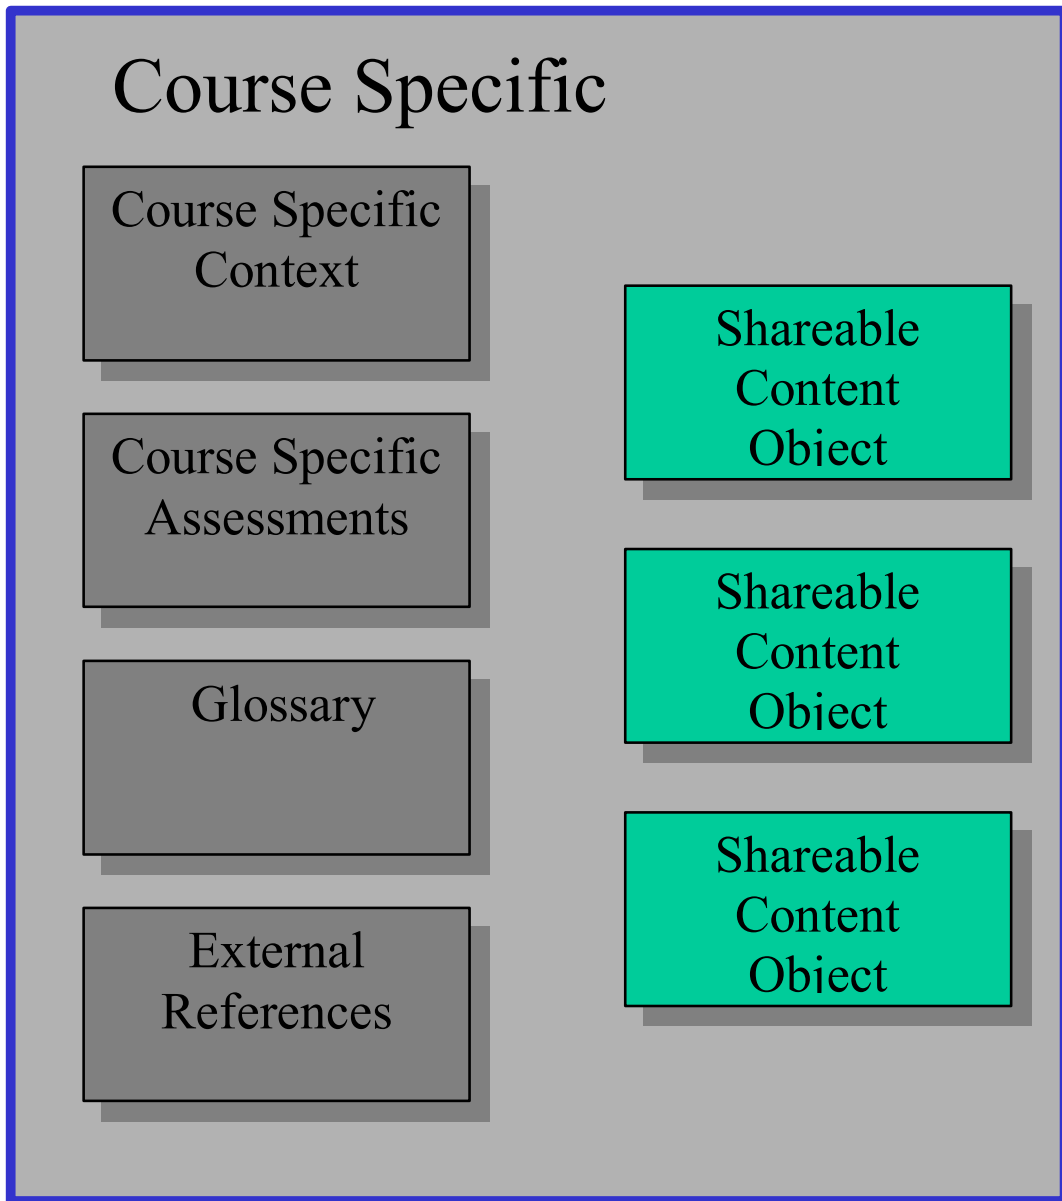 Course Specific
Course Specific
Context
Course Specific
Assessments
Glossary
External
References
Shareable
Content
Object
Shareable
Content
Object
Shareable
Content
Object